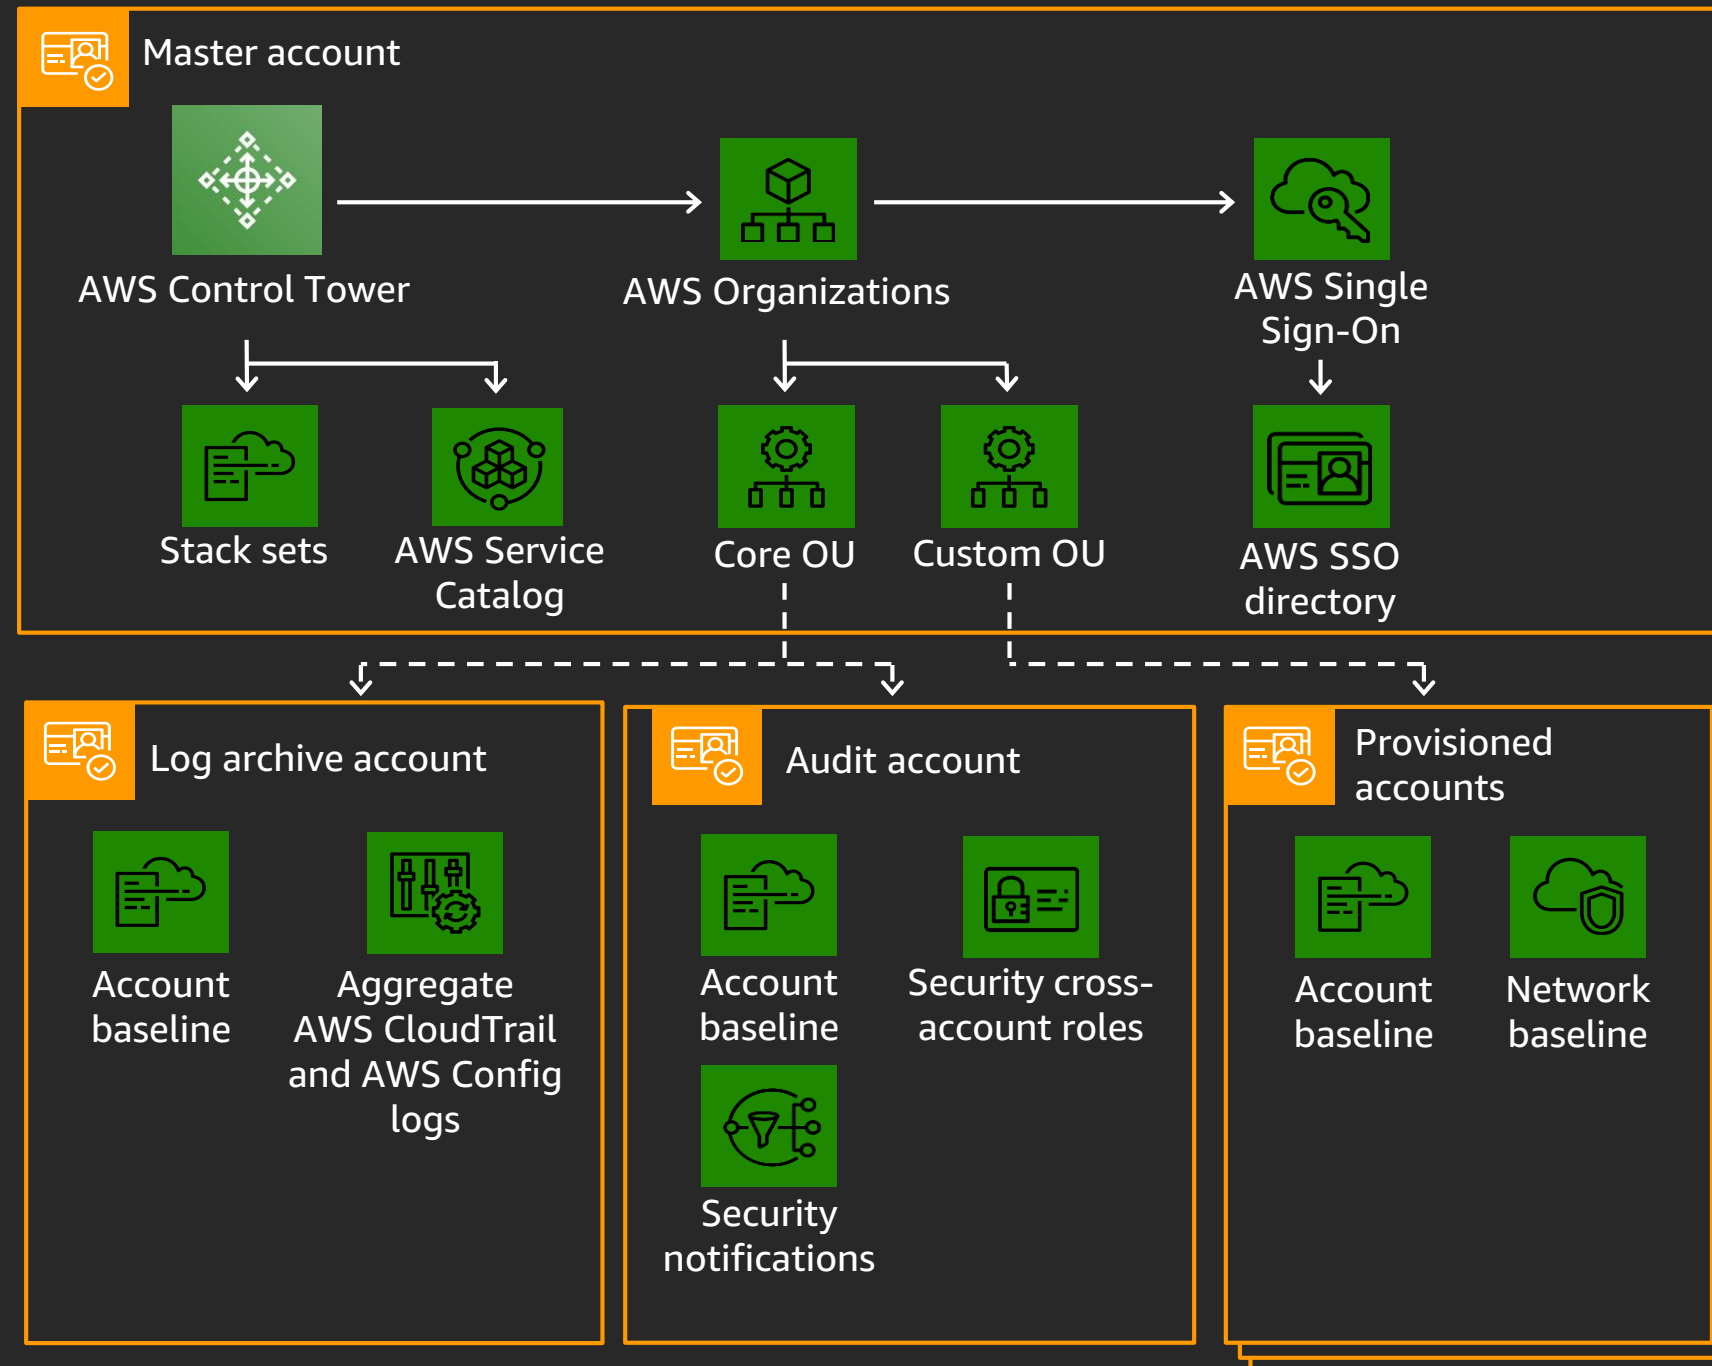 Master account
AWS Control Tower
AWS Organizations
AWS Single
Sign-On
Stack sets
AWS Service
Catalog
Core OU
Custom OU
AWS SSO
directory
Log archive account
Account
baseline
Aggregate
AWS CloudTrail
and AWS Config
logs
Audit account
Account
baseline
Security cross-
account roles
Security
notifications
Provisioned
accounts
Account
baseline
Network
baseline